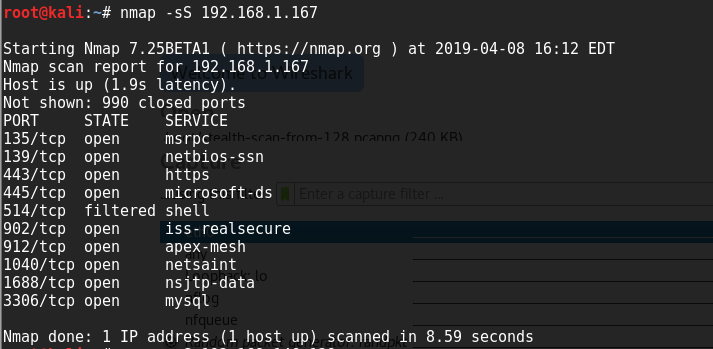 root@kali:~# nmap -sS 192.168.1.167
Starting Nmap 7.25BETA1 ( https://nmap.org ) at 2019-04-08 16:12 EDT
Nmap scan report for 192.168.1.167
Welcome to Wireshark
Host is up (1.9s latency).
Not shown: 990 closed ports
PORT STATE SERVICE
135/tcp open msrpc
stealth-scan-from-128.pcapng (240 KB)
139/tcp open netbios-ssn
Capture
443/tcp open https
445/tcp open microsoft-ds
Enter a capture filter ...
514/tcp filtered shell
902/tcp open iss-realsecure
912/tcp open apex-mesh
any
1040/tcp open netsaint
Loopback: lo
1688/tcp open nsjtp-data
3306/tcp open mysql
nfqueue
Nmap done: 1 IP address (1 host up) scanned in 8.59 seconds